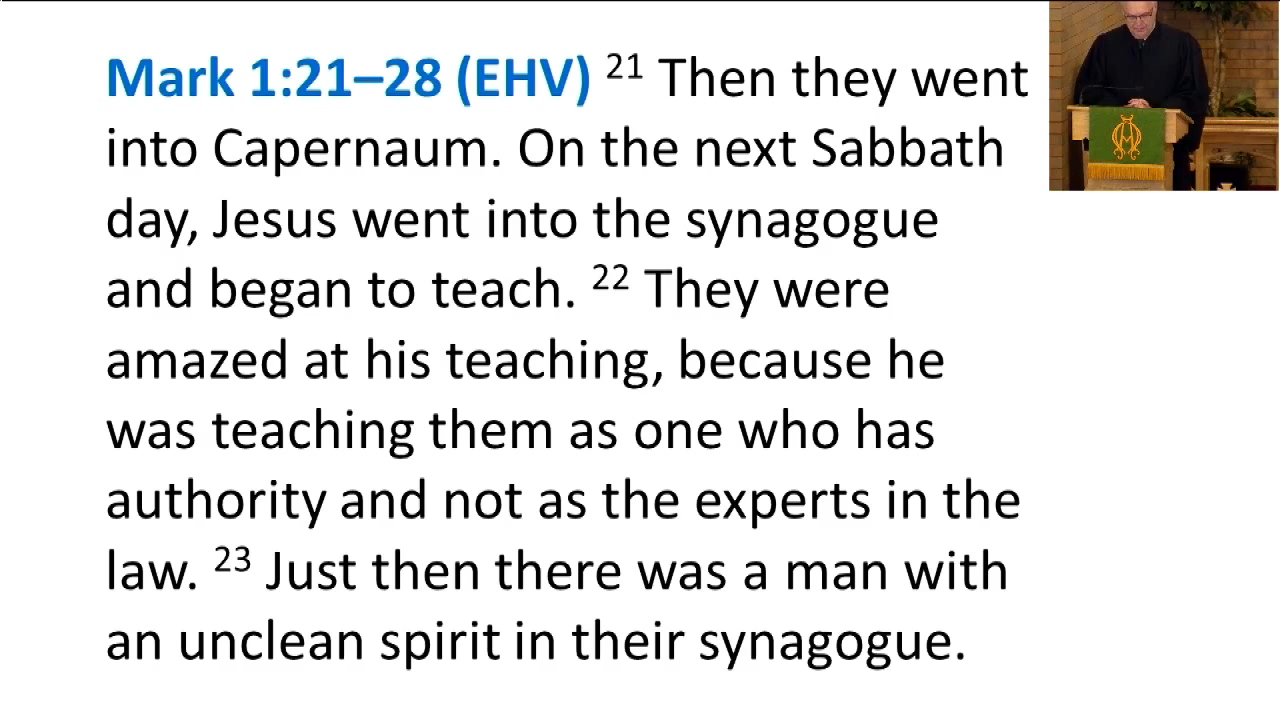 Mark 1:21–28 (EHV) 21 Then they went
into Capernaum. On the next Sabbath
day, Jesus went into the synagogue
and began to teach. 22 They were
amazed at his teaching, because he
was teaching them as one who has
authority and not as the experts in the
law. 23 Just then there was a man with
an unclean spirit in their synagogue.